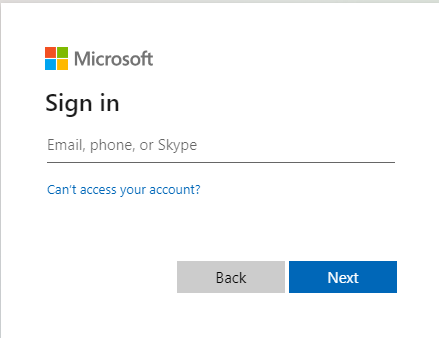 Microsoft
Sign in
Email, phone, or Skype
Can't access your account?
Back Next